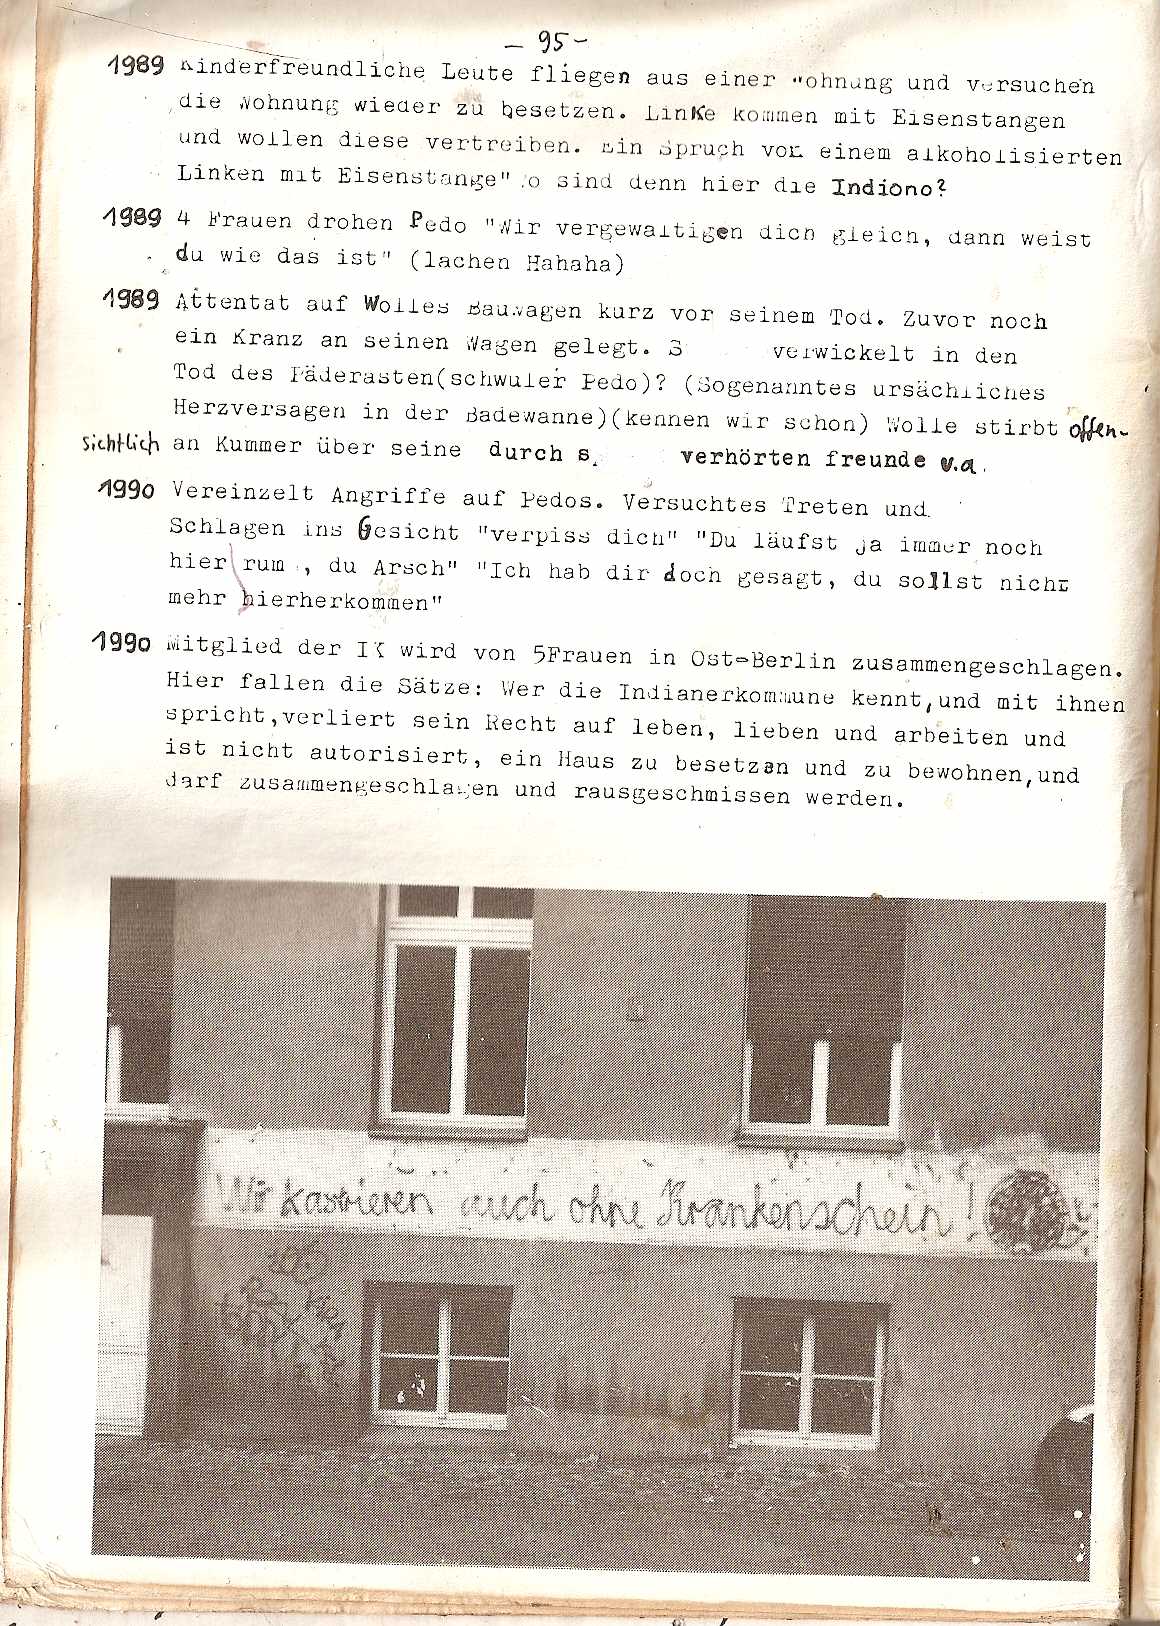 - 95 -
1989 Kinderfreundliche Leute fliegen aus einer Wohnung und versuchen
die Wohnung wieder zu besetzen. Linke kommen mit Eisenstangen
und wollen diese vertreiben. Ein Spruch von einem alkoholisierten
Linken mit Eisenstange" o sind denn hier die Indiono?
1989 4 Frauen drohen Pedo "Wir vergewaltigen dich gleich, dann weist
du wie das ist" (lachen Hahaha)
1989 Attentat auf Wolles Bauwagen kurz vor seinem Tod. Zuvor noch
ein Kranz an seinen Wagen gelegt. S verwickelt in den
Tod des Päderasten(schwuler Pedo)? (Sogenanntes ursächliches
Herzversagen in der Badewanne)(kennen wir schon) Wolle stirbt offen-
sichtlich an Kummer über seine durch s. verhörten freunde v.a.
1990 Vereinzelt Angriffe auf Pedos. Versuchtes Treten und
Schlagen ins Gesicht "verpiss dich" "Du läufst ja immer noch
hier rum , du Arsch" "Ich hab dir doch gesagt, du sollst nicht
mehr hierherkommen"
1990 Mitglied der IK wird von 5Frauen in Ost-Berlin zusammengeschlagen.
Hier fallen die Sätze: Wer die Indianerkommune kennt,und mit ihnen
spricht,verliert sein Recht auf leben, lieben und arbeiten und
ist nicht autorisiert, ein Haus zu besetzen und zu bewohnen,und
darf zusammengeschlagen und rausgeschmissen werden.
Wir kastrieren auch ohne Krankenschein!